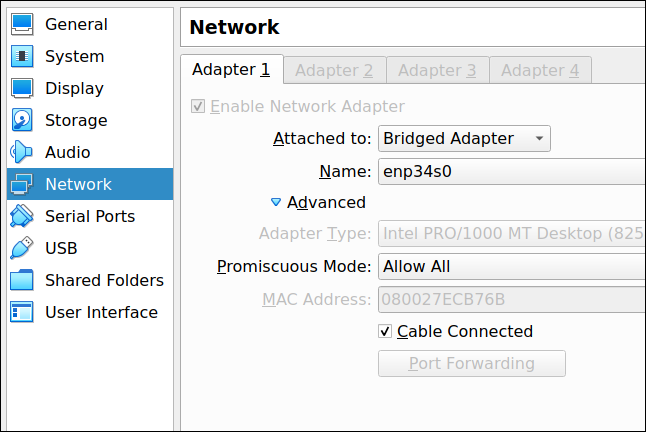 General
System
Display
Storage
Audio
Network
Serial Ports
USB
Shared Folders
User Interface
Network
Adapter 1 Adapter 2 Adapter 3 Adapter 4
Enable Network Adapter
Attached to: Bridged Adapter
Name: enp34s0
Advanced
Adapter Type: Intel PRO/1000 MT Desktop (825
Promiscuous Mode: Allow All
MAC Address: 080027ECB76B
Cable Connected
Port Forwarding